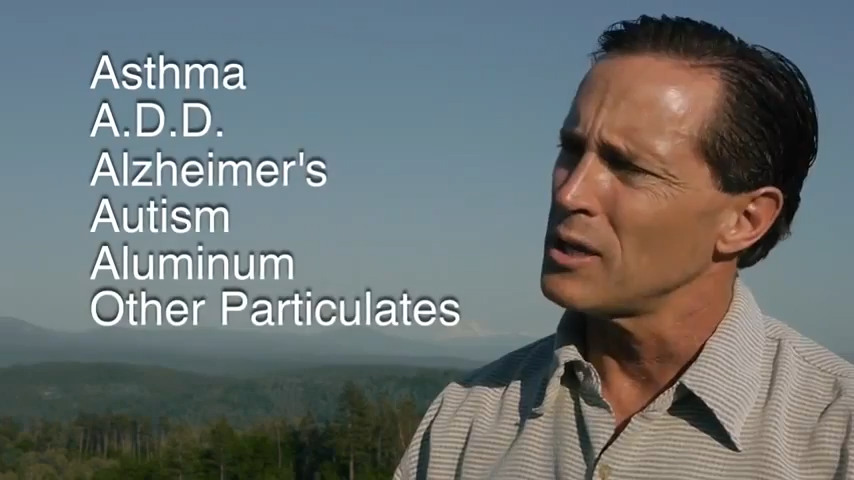 Asthma
A.D.D.
Alzheimer's
Autism
Aluminum
Other Particulates